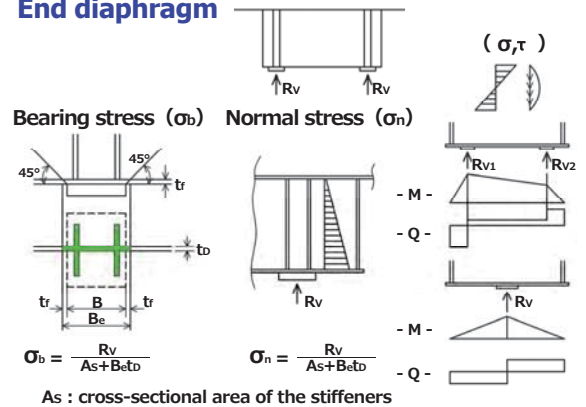 End diaphragm
Rv Rv
( σ,τ )
Bearing stress (σb) Normal stress (σn)
45° 45°
tf
RV1 RV2
- M -
- Q -
tD
tf B tf
Be
Rv
Rv
- M -
- Q -
σb = Rv / As+BetD
σn = Rv / As+BetD
As : cross-sectional area of the stiffeners